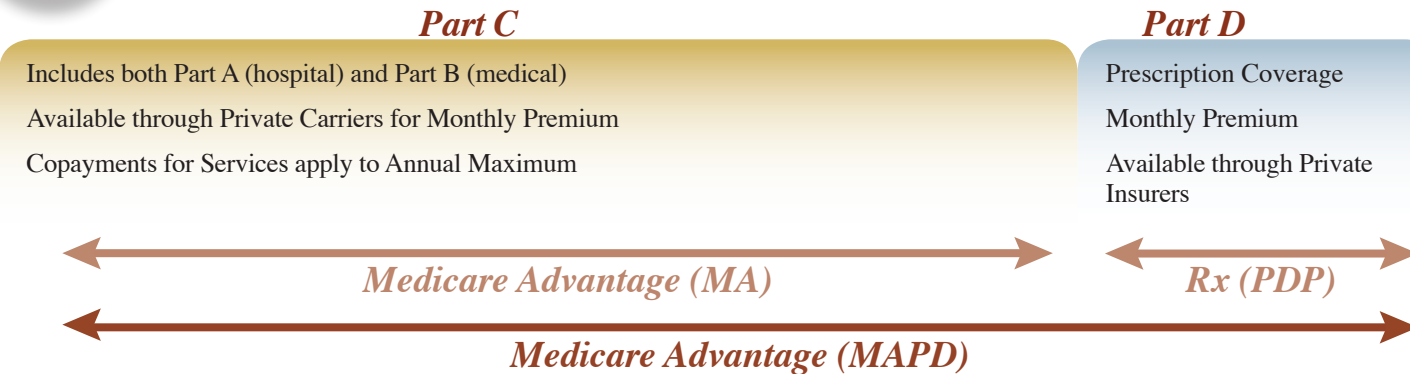 Part C
Includes both Part A (hospital) and Part B (medical)
Available through Private Carriers for Monthly Premium
Copayments for Services apply to Annual Maximum
Part D
Prescription Coverage
Monthly Premium
Available through Private
Insurers
Medicare Advantage (MA)
Rx (PDP)
Medicare Advantage (MAPD)